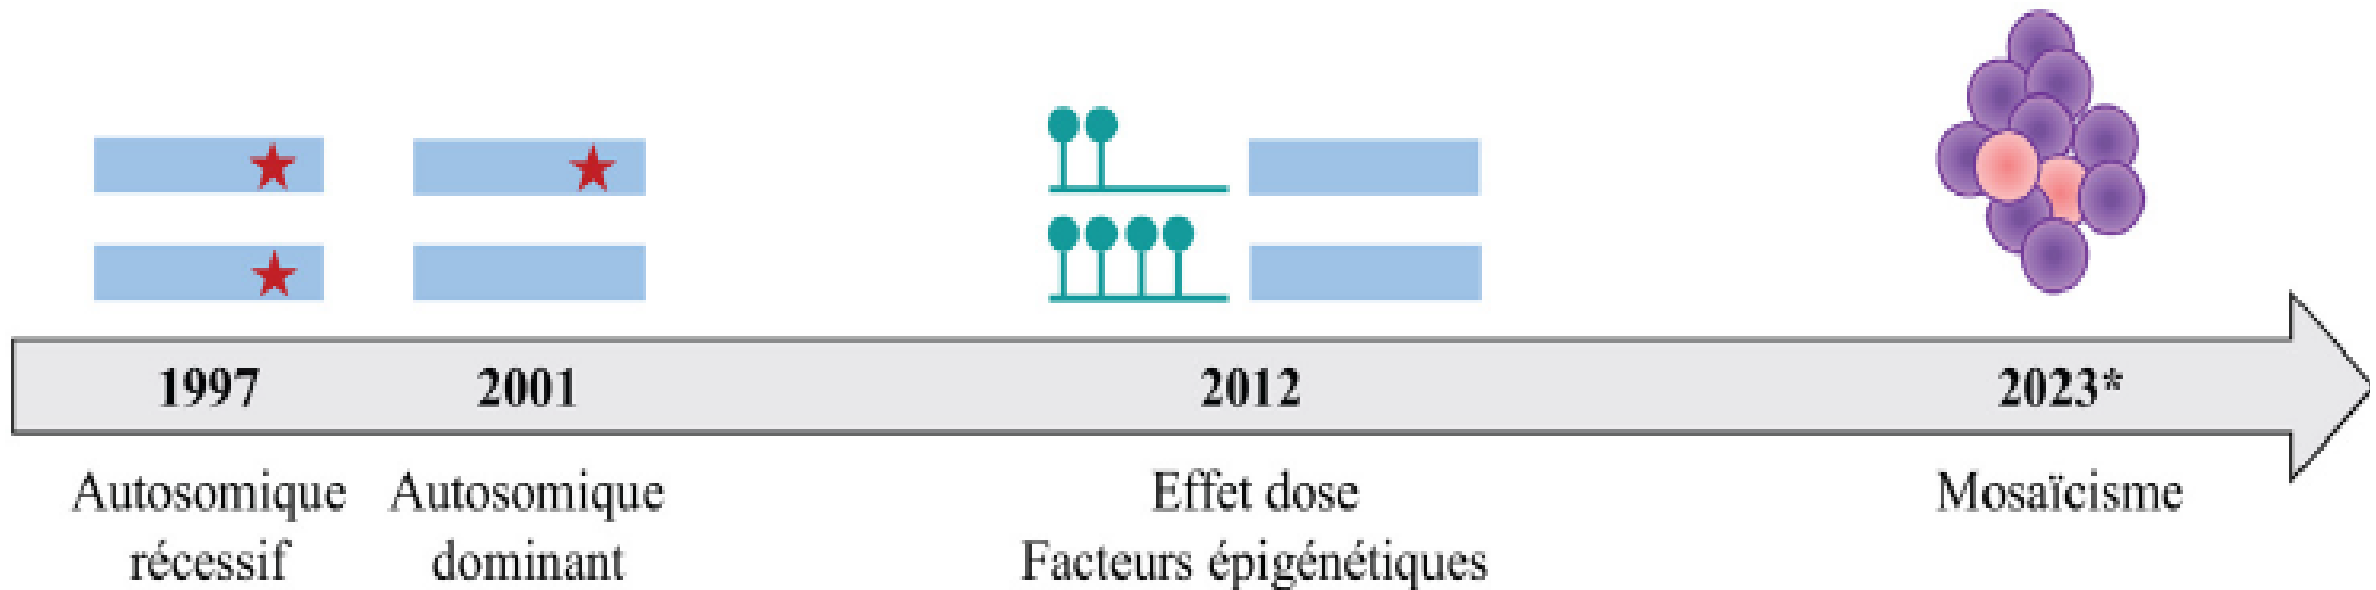 1997
2001
2012
2023*
Autosomique
récessif
Autosomique
dominant
Effet dose
Facteurs épigénétiques
Mosaïcisme